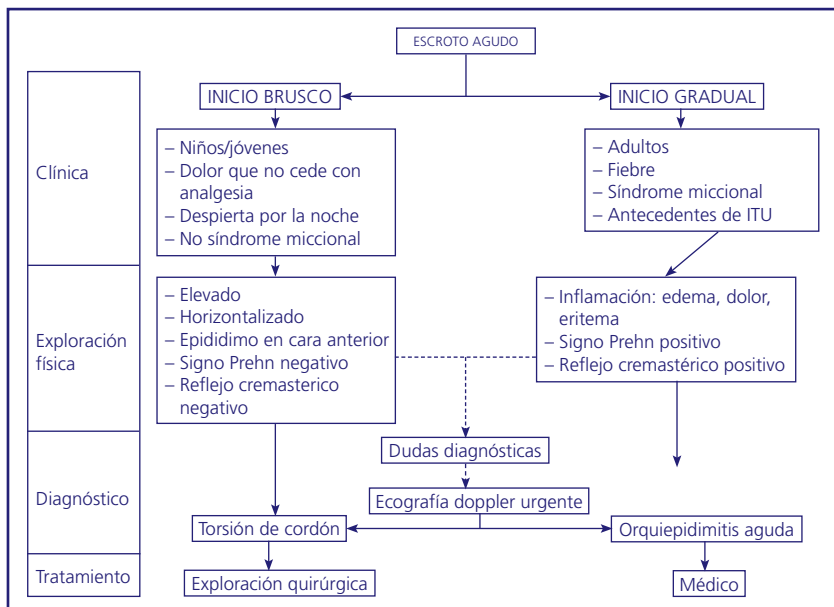 ESCROTO AGUDO
INICIO BRUSCO
INICIO GRADUAL
Clínica
– Niños/jóvenes
– Dolor que no cede con
analgesia
– Despierta por la noche
– No síndrome miccional
– Adultos
– Fiebre
– Síndrome miccional
– Antecedentes de ITU
Exploración
física
– Elevado
– Horizontalizado
– Epidídimo en cara anterior
– Signo Prehn negativo
– Reflejo cremasterico
negativo
– Inflamación: edema, dolor,
eritema
– Signo Prehn positivo
– Reflejo cremastérico positivo
Diagnóstico
Dudas diagnósticas
Ecografía doppler urgente
Torsión de cordón
Orquiepidimitis aguda
Tratamiento
Exploración quirúrgica
Médico